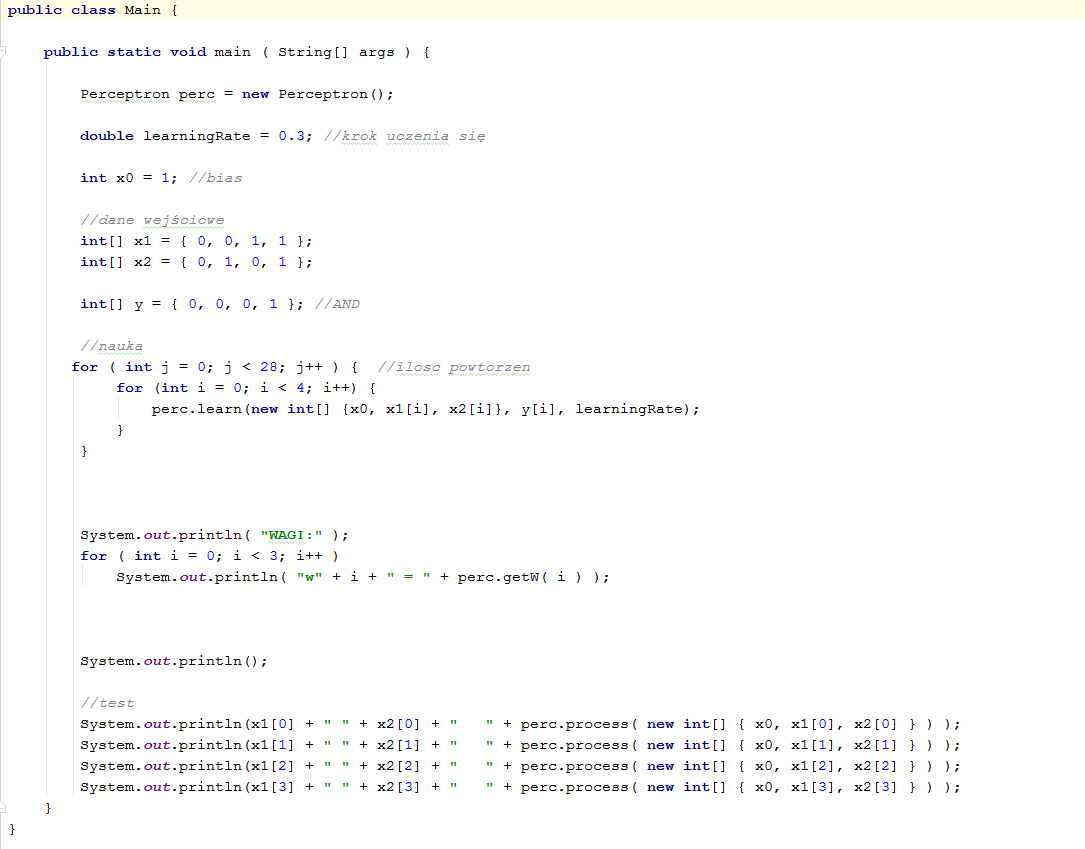 public class Main {
public static void main ( String[] args ) {
Perceptron perc = new Perceptron();
double learningRate = 0.3; //krok uczenia się
int x0 = 1; //bias
//dane wejściowe
int[] x1 = { 0, 0, 1, 1 };
int[] x2 = { 0, 1, 0, 1 };
int[] y = { 0, 0, 0, 1 }; //AND
//nauka
for ( int j = 0; j < 28; j++ ) {  //ilosc powtorzen
for (int i = 0; i < 4; i++) {
perc.learn(new int[] {x0, x1[i], x2[i]}, y[i], learningRate);
}
}
System.out.println( "WAGI:" );
for ( int i = 0; i < 3; i++ )
System.out.println( "w" + i + " = " + perc.getW( i ) );
System.out.println();
//test
System.out.println(x1[0] + " " + x2[0] + "   " + perc.process( new int[] { x0, x1[0], x2[0] } ) );
System.out.println(x1[1] + " " + x2[1] + "   " + perc.process( new int[] { x0, x1[1], x2[1] } ) );
System.out.println(x1[2] + " " + x2[2] + "   " + perc.process( new int[] { x0, x1[2], x2[2] } ) );
System.out.println(x1[3] + " " + x2[3] + "   " + perc.process( new int[] { x0, x1[3], x2[3] } ) );
}
}